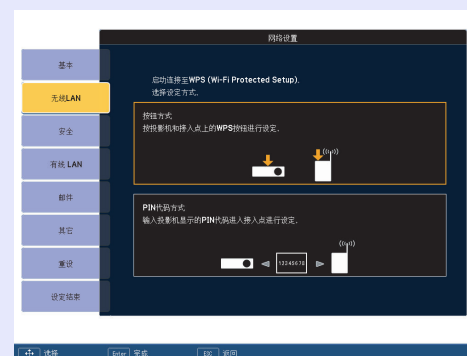 网络设置
基本
无线LAN
安全
有线 LAN
邮件
其它
重设
设定结束
启动连接至WPS (Wi-Fi Protected Setup).
选择设定方式.
按钮方式
按投影机和接入点上的WPS按钮进行设定.
PIN代码方式
输入投影机显示的PIN代码进入接入点进行设定.
12345678
选择 Enter 完成 ESC 返回